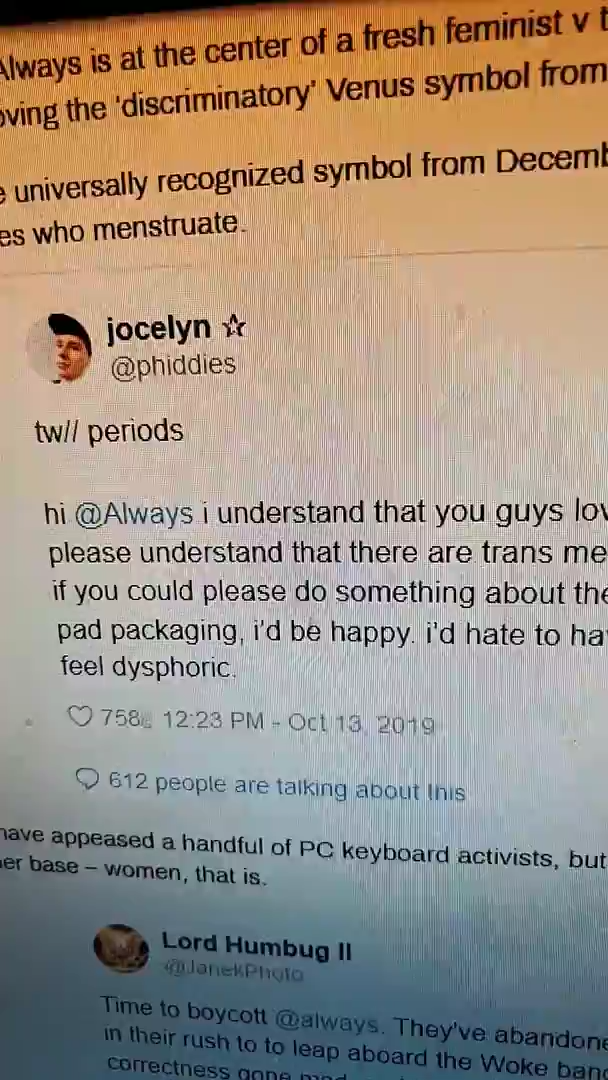 Always is at the center of a fresh feminist v t
oving the 'discriminatory' Venus symbol from
e universally recognized symbol from Decemb
es who menstruate.
jocelyn ☆
@phiddies
tw// periods
hi @Always i understand that you guys lov
please understand that there are trans me
if you could please do something about the
pad packaging, i'd be happy. i'd hate to ha
feel dysphoric.
758 12:23 PM - Oct 13, 2019
612 people are talking about this
have appeased a handful of PC keyboard activists, but
her base – women, that is.
Lord Humbug II
@JanekPhoto
Time to boycott @always. They've abandone
in their rush to to leap aboard the Woke band
correctness gone mad